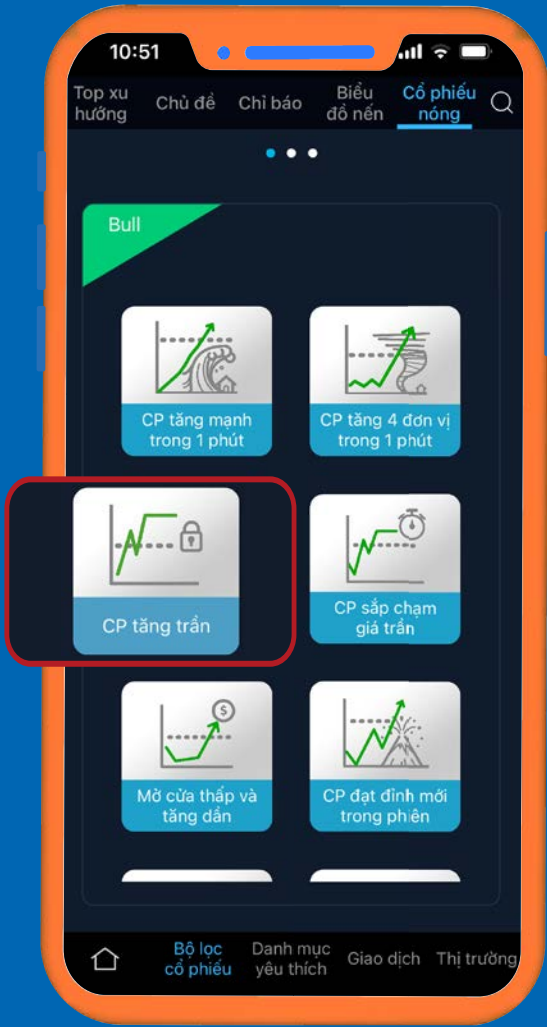 10:51
Top xu
hướng
Chủ đề
Chỉ báo
Biểu
đồ nến
Cổ phiếu
nóng
Bull
CP tăng mạnh
trong 1 phút
CP tăng 4 đơn vị
trong 1 phút
CP tăng trần
CP sắp chạm
giá trần
$
Mở cửa thấp và
tăng dần
CP đạt đỉnh mới
trong phiên
Bộ lọc
cổ phiếu
Danh mục
yêu thích
Giao dịch
Thị trường